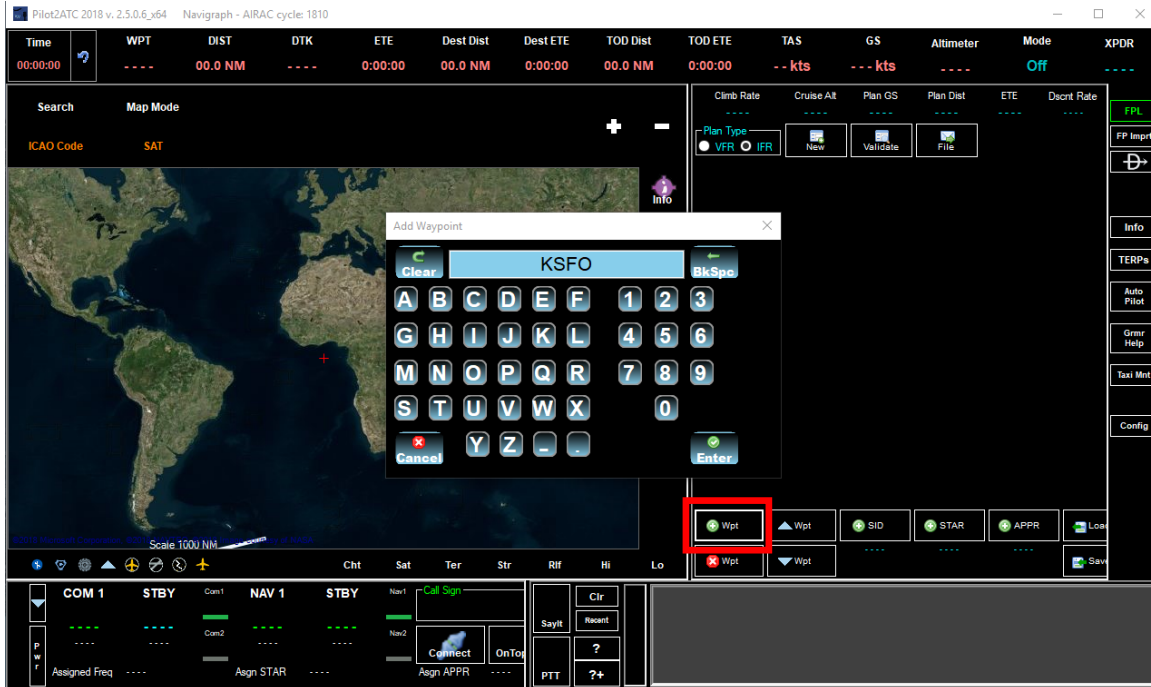 Pilot2ATC 2018 v. 2.5.0.6_x64 Navigraph - AIRAC cycle: 1810
Time WPT DIST DTK ETE Dest Dist Dest ETE TOD Dist TOD ETE TAS GS Altimeter Mode XPDR
00:00:00 - - - - 00.0 NM - - - - 0:00:00 00.0 NM 0:00:00 00.0 NM 0:00:00 - - kts - - - kts - - - - Off - - - -
Search Map Mode
ICAO Code SAT
+ −
Info
Climb Rate Cruise Alt Plan GS Plan Dist ETE Dscnt Rate
- - - - - - - - - - - - - - - - - - - - - - - -
Plan Type
VFR IFR New Validate File
FPL
FP Imprt
D
Info
TERPs
Auto Pilot
Grmr Help
Taxi Mnt
Config
Add Waypoint
Clear KSFO BkSpc
A B C D E F 1 2 3
G H I J K L 4 5 6
M N O P Q R 7 8 9
S T U V W X 0
Cancel Y Z _ . Enter
Wpt Wpt SID STAR APPR Loa
- - - - - - - - - - - -
Wpt Wpt Sav
Scale 1000 NM
Cht Sat Ter Str Rlf Hi Lo
COM 1 STBY Com1 NAV 1 STBY Nav1 Call Sign
- - - - - - - - Com2 - - - - - - - - Nav2
- - - - - - - - - - - - - - - -
Pwr
Connect OnTop
Assigned Freq - - - - Asgn STAR - - - - Asgn APPR - - - -
SayIt Clr
Recent
?
PTT ?+